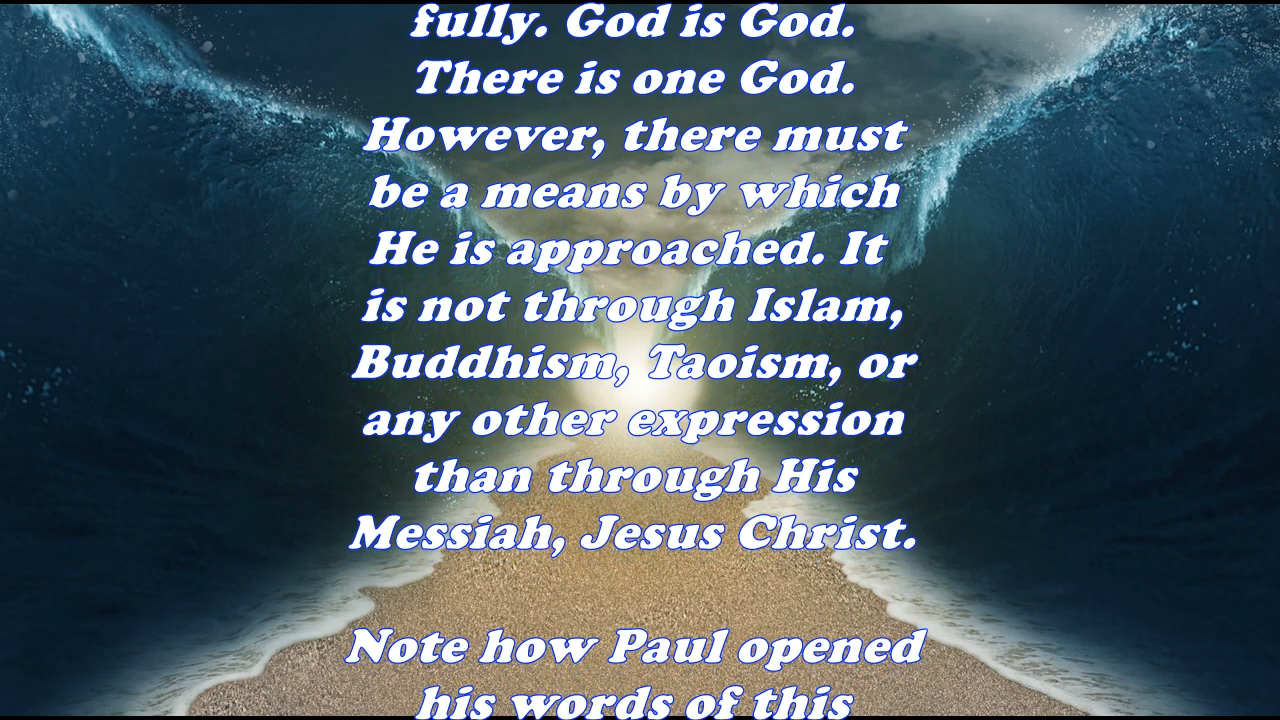 fully. God is God.
There is one God.
However, there must
be a means by which
He is approached. It
is not through Islam,
Buddhism, Taoism, or
any other expression
than through His
Messiah, Jesus Christ.
Note how Paul opened
his words of this